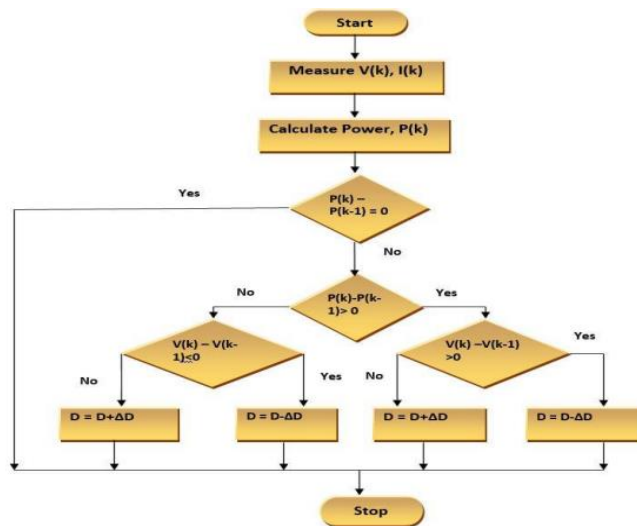 Start
Measure V(k), I(k)
Calculate Power, P(k)
Yes
P(k) –
P(k-1) = 0
No
No
P(k)-P(k-
1)> 0
Yes
V(k) – V(k-
1)<0
V(k) –V(k-1)
>0
Yes
No
Yes
No
D = D+ΔD
D = D-ΔD
D = D+ΔD
D = D-ΔD
Stop